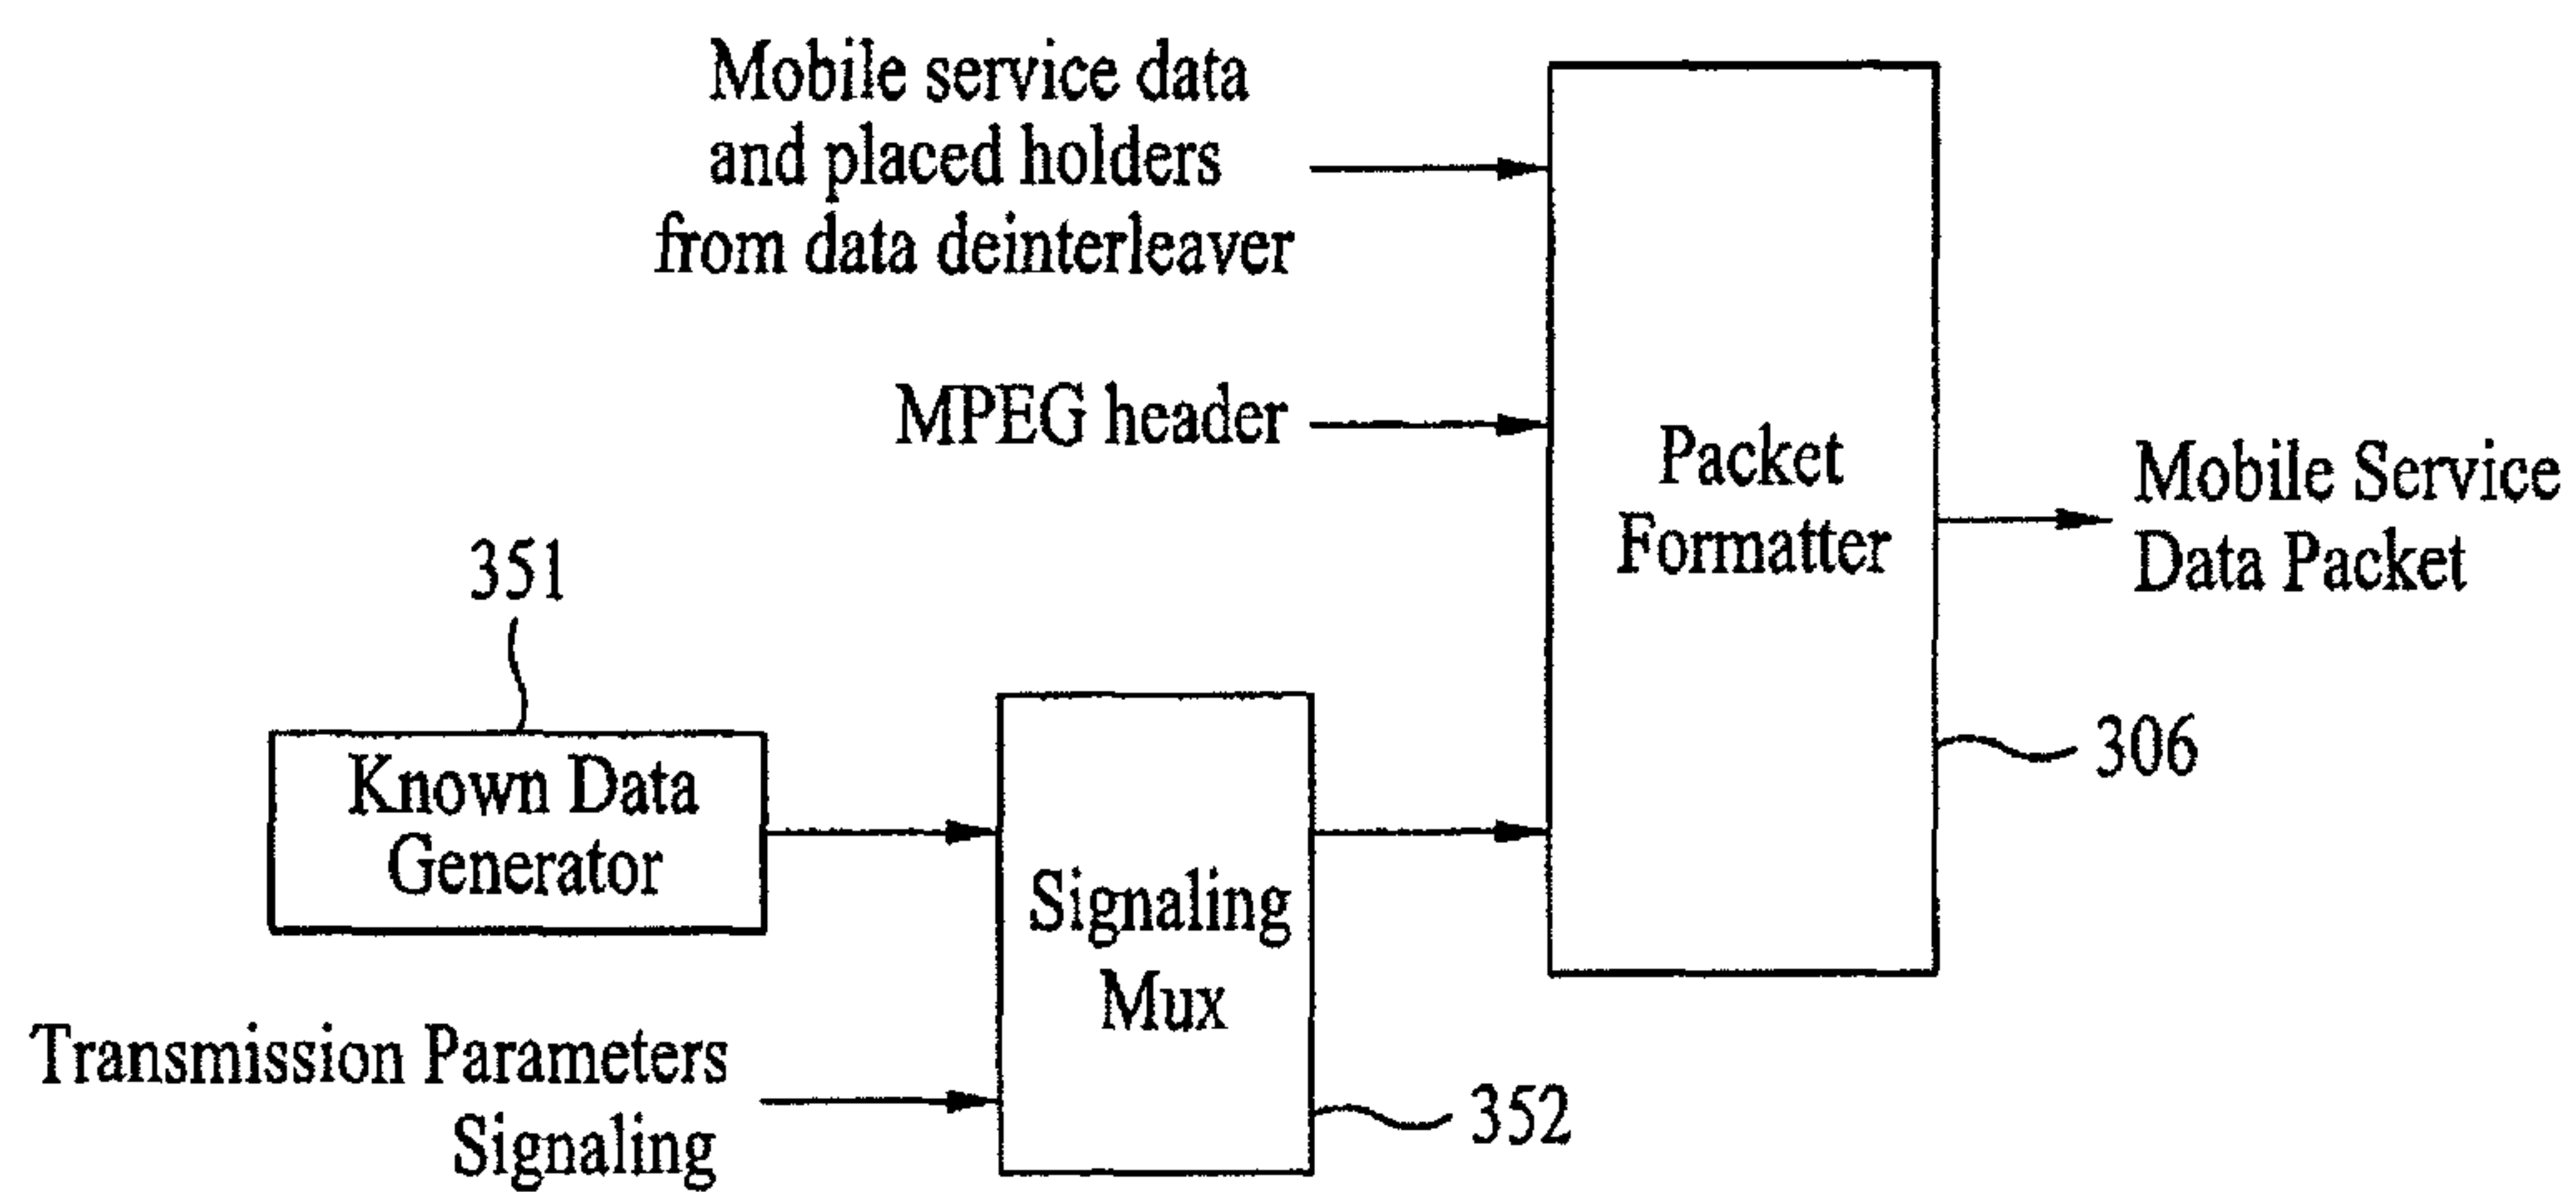 Mobile service data
and placed holders
from data deinterleaver
MPEG header
Packet
Formatter
Mobile Service
Data Packet
351
306
Known Data
Generator
Signaling
Mux
Transmission Parameters
Signaling
352